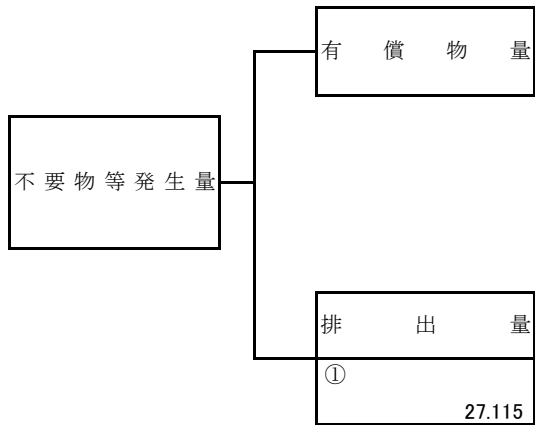 有償物量
不要物等発生量
排出量
①
27.115